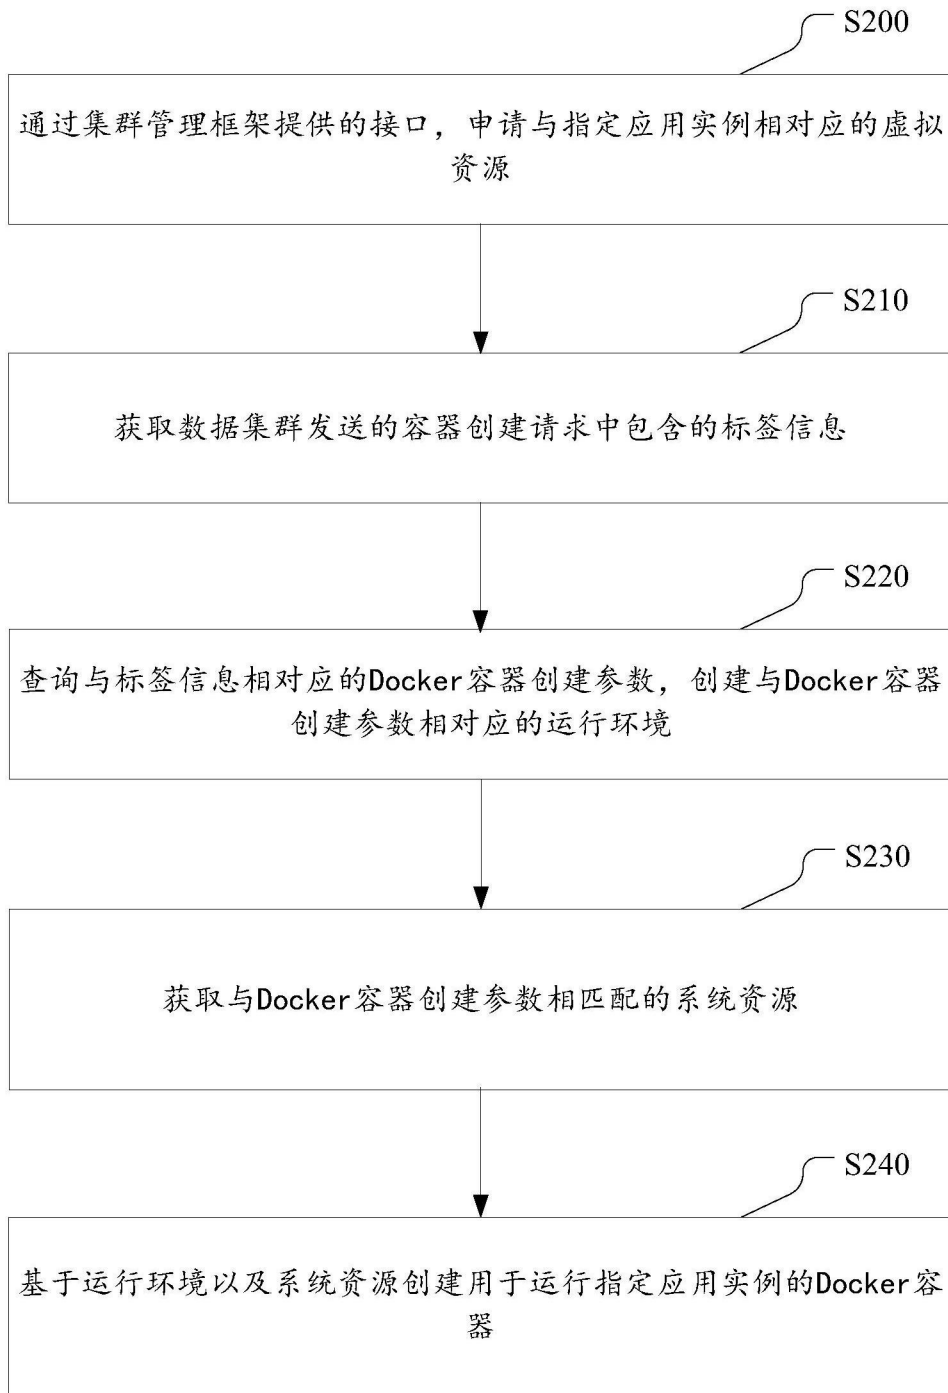 S200
通过集群管理框架提供的接口，申请与指定应用实例相对应的虚拟
资源
S210
获取数据集群发送的容器创建请求中包含的标签信息
S220
查询与标签信息相对应的Docker容器创建参数，创建与Docker容器
创建参数相对应的运行环境
S230
获取与Docker容器创建参数相匹配的系统资源
S240
基于运行环境以及系统资源创建用于运行指定应用实例的Docker容
器